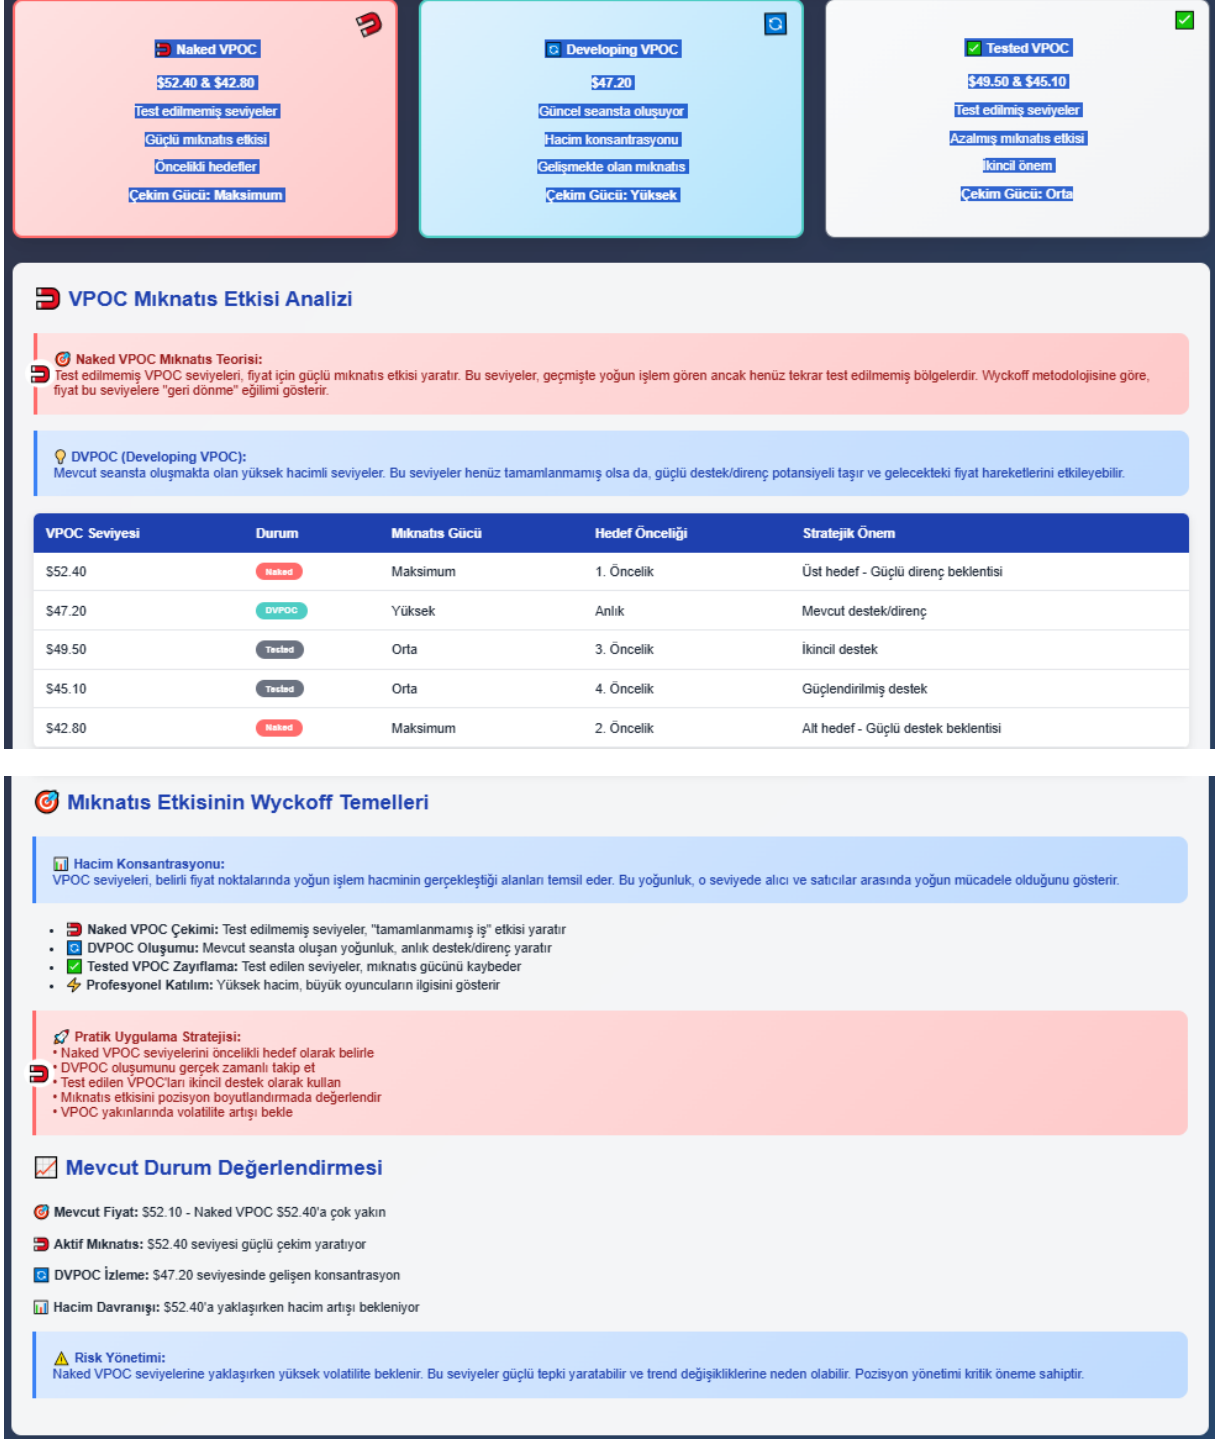 Naked VPOC
$52.40 & $42.80
Test edilmemiş seviyeler
Güçlü mıknatıs etkisi
Öncelikli hedefler
Çekim Gücü: Maksimum
Developing VPOC
$47.20
Güncel seansta oluşuyor
Hacim konsantrasyonu
Gelişmekte olan mıknatıs
Çekim Gücü: Yüksek
Tested VPOC
$49.50 & $45.10
Test edilmiş seviyeler
Azalmış mıknatıs etkisi
İkincil önem
Çekim Gücü: Orta
VPOC Mıknatıs Etkisi Analizi
Naked VPOC Mıknatıs Teorisi:
Test edilmemiş VPOC seviyeleri, fiyat için güçlü mıknatıs etkisi yaratır. Bu seviyeler, geçmişte yoğun işlem gören ancak henüz tekrar test edilmemiş bölgelerdir. Wyckoff metodolojisine göre,
fiyat bu seviyelere "geri dönme" eğilimi gösterir.
DVPOC (Developing VPOC):
Mevcut seansta oluşmakta olan yüksek hacimli seviyeler. Bu seviyeler henüz tamamlanmamış olsa da, güçlü destek/direnç potansiyeli taşır ve gelecekteki fiyat hareketlerini etkileyebilir.
VPOC Seviyesi Durum Mıknatıs Gücü Hedef Önceliği Stratejik Önem
$52.40 Naked Maksimum 1. Öncelik Üst hedef - Güçlü direnç beklentisi
$47.20 DVPOC Yüksek Anlık Mevcut destek/direnç
$49.50 Tested Orta 3. Öncelik İkincil destek
$45.10 Tested Orta 4. Öncelik Güçlendirilmiş destek
$42.80 Naked Maksimum 2. Öncelik Alt hedef - Güçlü destek beklentisi
Mıknatıs Etkisinin Wyckoff Temelleri
Hacim Konsantrasyonu:
VPOC seviyeleri, belirli fiyat noktalarında yoğun işlem hacminin gerçekleştiği alanları temsil eder. Bu yoğunluk, o seviyede alıcı ve satıcılar arasında yoğun mücadele olduğunu gösterir.
• Naked VPOC Çekimi: Test edilmemiş seviyeler, "tamamlanmamış iş" etkisi yaratır
• DVPOC Oluşumu: Mevcut seansta oluşan yoğunluk, anlık destek/direnç yaratır
• Tested VPOC Zayıflama: Test edilen seviyeler, mıknatıs gücünü kaybeder
• Profesyonel Katılım: Yüksek hacim, büyük oyuncuların ilgisini gösterir
Pratik Uygulama Stratejisi:
• Naked VPOC seviyelerini öncelikli hedef olarak belirle
• DVPOC oluşumunu gerçek zamanlı takip et
• Test edilen VPOC'ları ikincil destek olarak kullan
• Mıknatıs etkisini pozisyon boyutlandırmada değerlendir
• VPOC yakınlarında volatilite artışı bekle
Mevcut Durum Değerlendirmesi
Mevcut Fiyat: $52.10 - Naked VPOC $52.40'a çok yakın
Aktif Mıknatıs: $52.40 seviyesi güçlü çekim yaratıyor
DVPOC İzleme: $47.20 seviyesinde gelişen konsantrasyon
Hacim Davranışı: $52.40'a yaklaşırken hacim artışı bekleniyor
Risk Yönetimi:
Naked VPOC seviyelerine yaklaşırken yüksek volatilite beklenir. Bu seviyeler güçlü tepki yaratabilir ve trend değişikliklerine neden olabilir. Pozisyon yönetimi kritik öneme sahiptir.